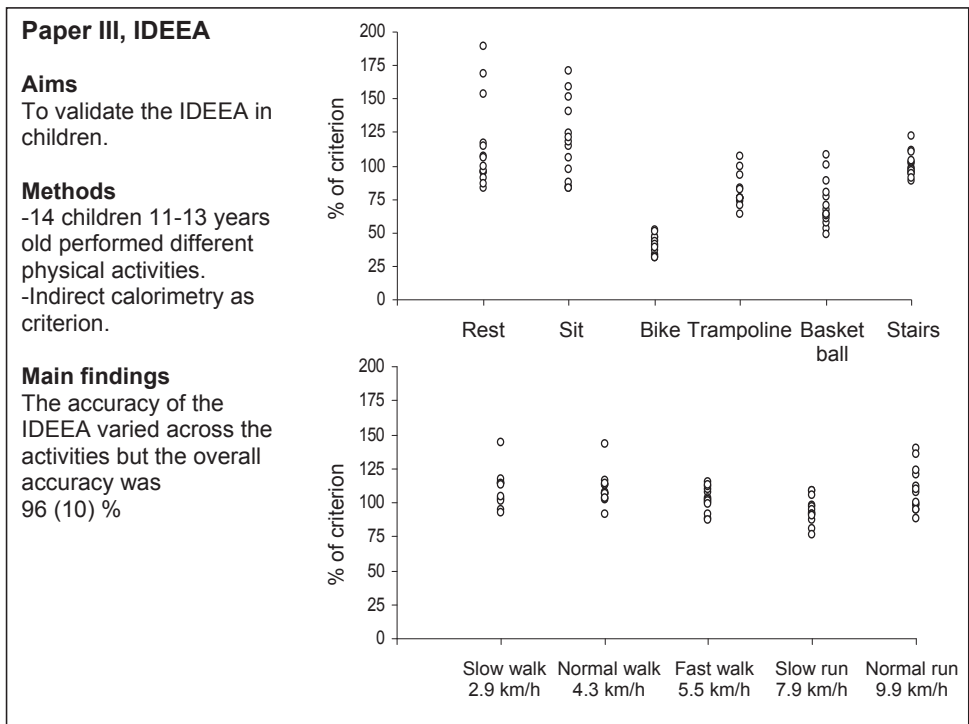 Paper III, IDEEA
Aims
To validate the IDEEA in
children.
Methods
-14 children 11-13 years
old performed different
physical activities.
-Indirect calorimetry as
criterion.
Main findings
The accuracy of the
IDEEA varied across the
activities but the overall
accuracy was
96 (10) %
% of criterion
200
175
150
125
100
75
50
25
0
Rest Sit Bike Trampoline Basket Stairs
ball
% of criterion
200
175
150
125
100
75
50
25
0
Slow walk Normal walk Fast walk Slow run Normal run
2.9 km/h 4.3 km/h 5.5 km/h 7.9 km/h 9.9 km/h